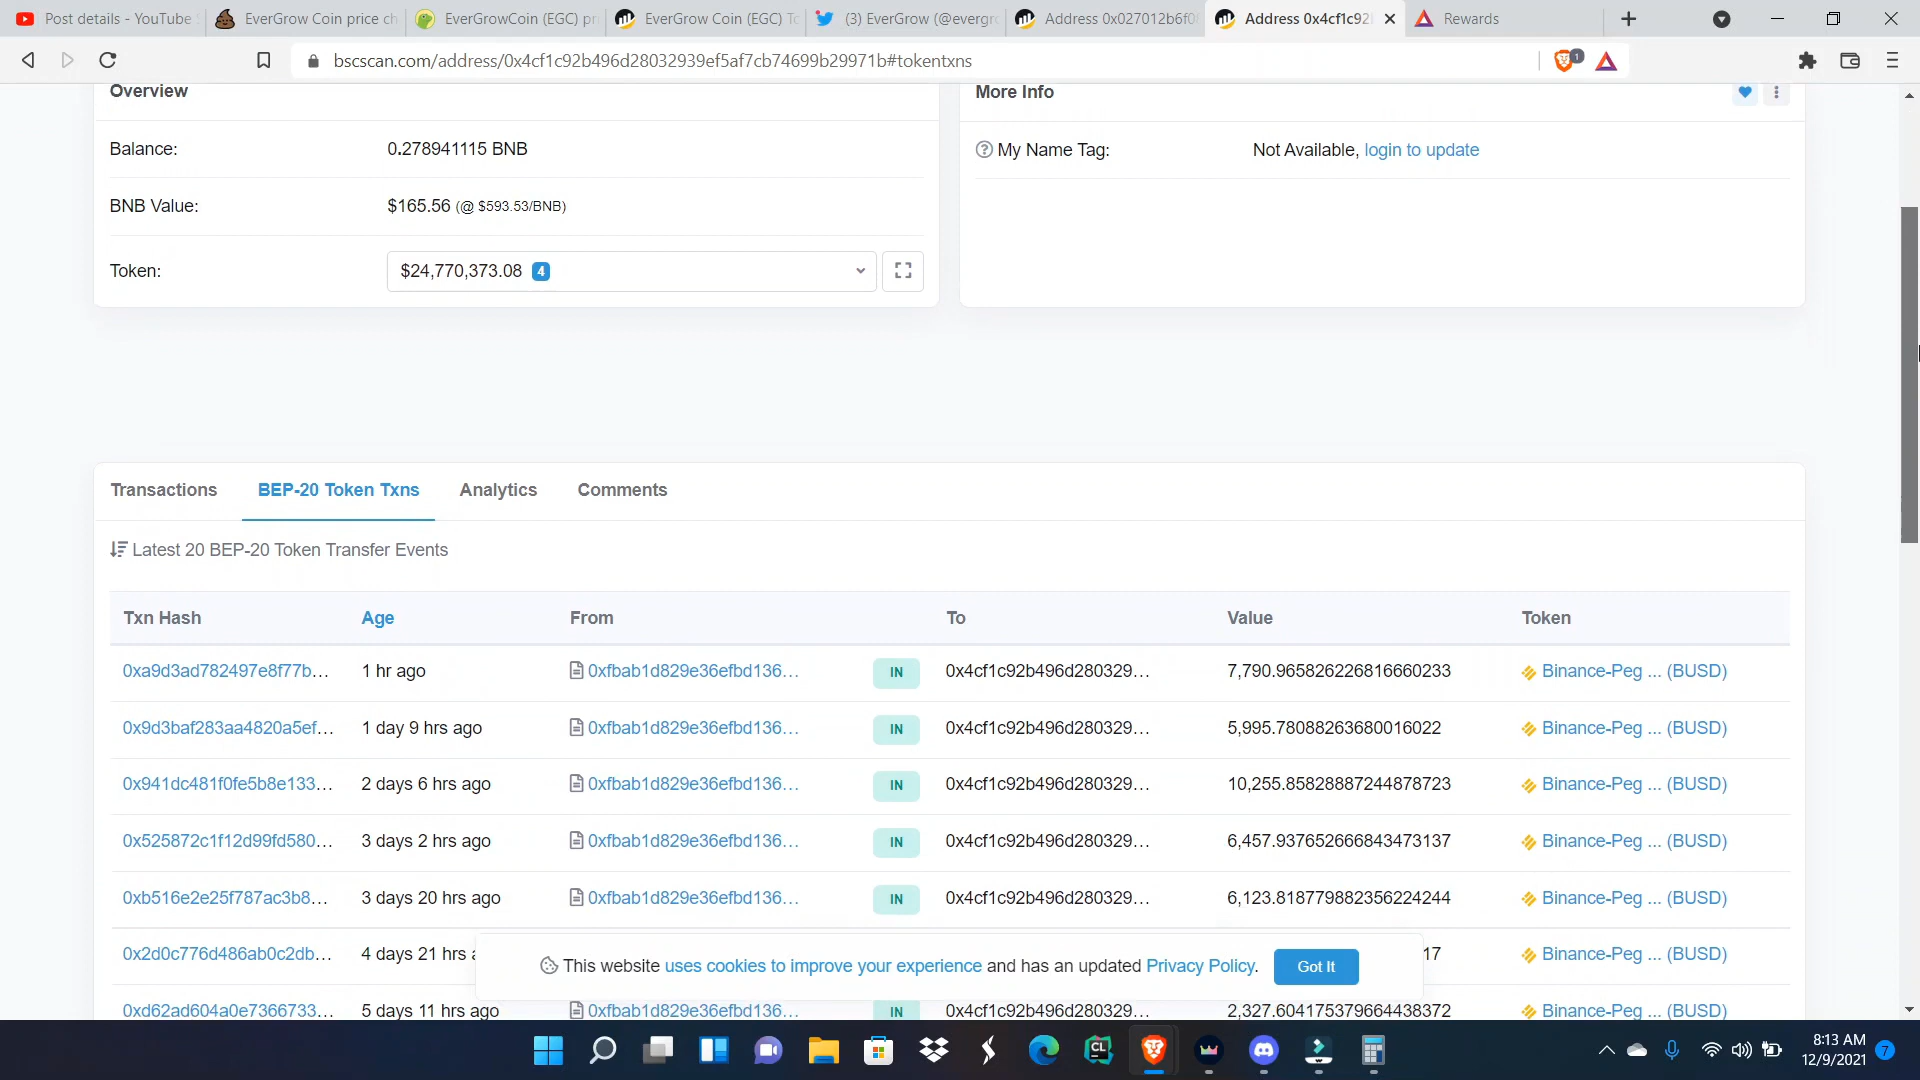 Post details - YouTube S
EverGrow Coin price ch
EverGrowCoin (EGC) pri
EverGrow Coin (EGC) To
(3) EverGrow (@evergro
Address 0x027012b6f0
Address 0x4cf1c92
Rewards
bscscan.com/address/0x4cf1c92b496d28032939ef5af7cb74699b29971b#tokentxns
1
Overview
More Info
Balance: 0.278941115 BNB
My Name Tag: Not Available, login to update
BNB Value: $165.56 (@ $593.53/BNB)
Token: $24,770,373.08 4
Transactions BEP-20 Token Txns Analytics Comments
Latest 20 BEP-20 Token Transfer Events
Txn Hash Age From To Value Token
0xa9d3ad782497e8f77b... 1 hr ago 0xfbab1d829e36efbd136... IN 0x4cf1c92b496d280329... 7,790.965826226816660233 Binance-Peg ... (BUSD)
0x9d3baf283aa4820a5ef... 1 day 9 hrs ago 0xfbab1d829e36efbd136... IN 0x4cf1c92b496d280329... 5,995.78088263680016022 Binance-Peg ... (BUSD)
0x941dc481f0fe5b8e133... 2 days 6 hrs ago 0xfbab1d829e36efbd136... IN 0x4cf1c92b496d280329... 10,255.85828887244878723 Binance-Peg ... (BUSD)
0x525872c1f12d99fd580... 3 days 2 hrs ago 0xfbab1d829e36efbd136... IN 0x4cf1c92b496d280329... 6,457.937652666843473137 Binance-Peg ... (BUSD)
0xb516e2e25f787ac3b8... 3 days 20 hrs ago 0xfbab1d829e36efbd136... IN 0x4cf1c92b496d280329... 6,123.818779882356224244 Binance-Peg ... (BUSD)
0x2d0c776d486ab0c2db... 4 days 21 hrs 17 Binance-Peg ... (BUSD)
This website uses cookies to improve your experience and has an updated Privacy Policy. Got It
0xd62ad604a0e7366733... 5 days 11 hrs ago 0xfbab1d829e36efbd136... IN 0x4cf1c92b496d280329... 2,327.604175379664438372 Binance-Peg ... (BUSD)
CL
8:13 AM
12/9/2021
7